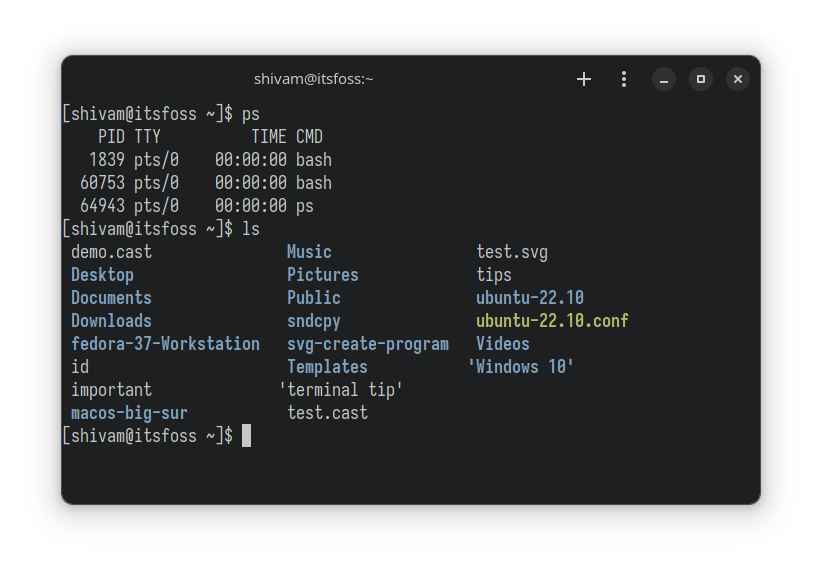 shivam@itsfoss:~
[shivam@itsfoss ~]$ ps
    PID TTY          TIME CMD
   1839 pts/0    00:00:00 bash
  60753 pts/0    00:00:00 bash
  64943 pts/0    00:00:00 ps
[shivam@itsfoss ~]$ ls
 demo.cast               Music                test.svg
 Desktop                 Pictures             tips
 Documents               Public               ubuntu-22.10
 Downloads               sndcpy               ubuntu-22.10.conf
 fedora-37-Workstation   svg-create-program   Videos
 id                      Templates           'Windows 10'
 important              'terminal tip'
 macos-big-sur           test.cast
[shivam@itsfoss ~]$